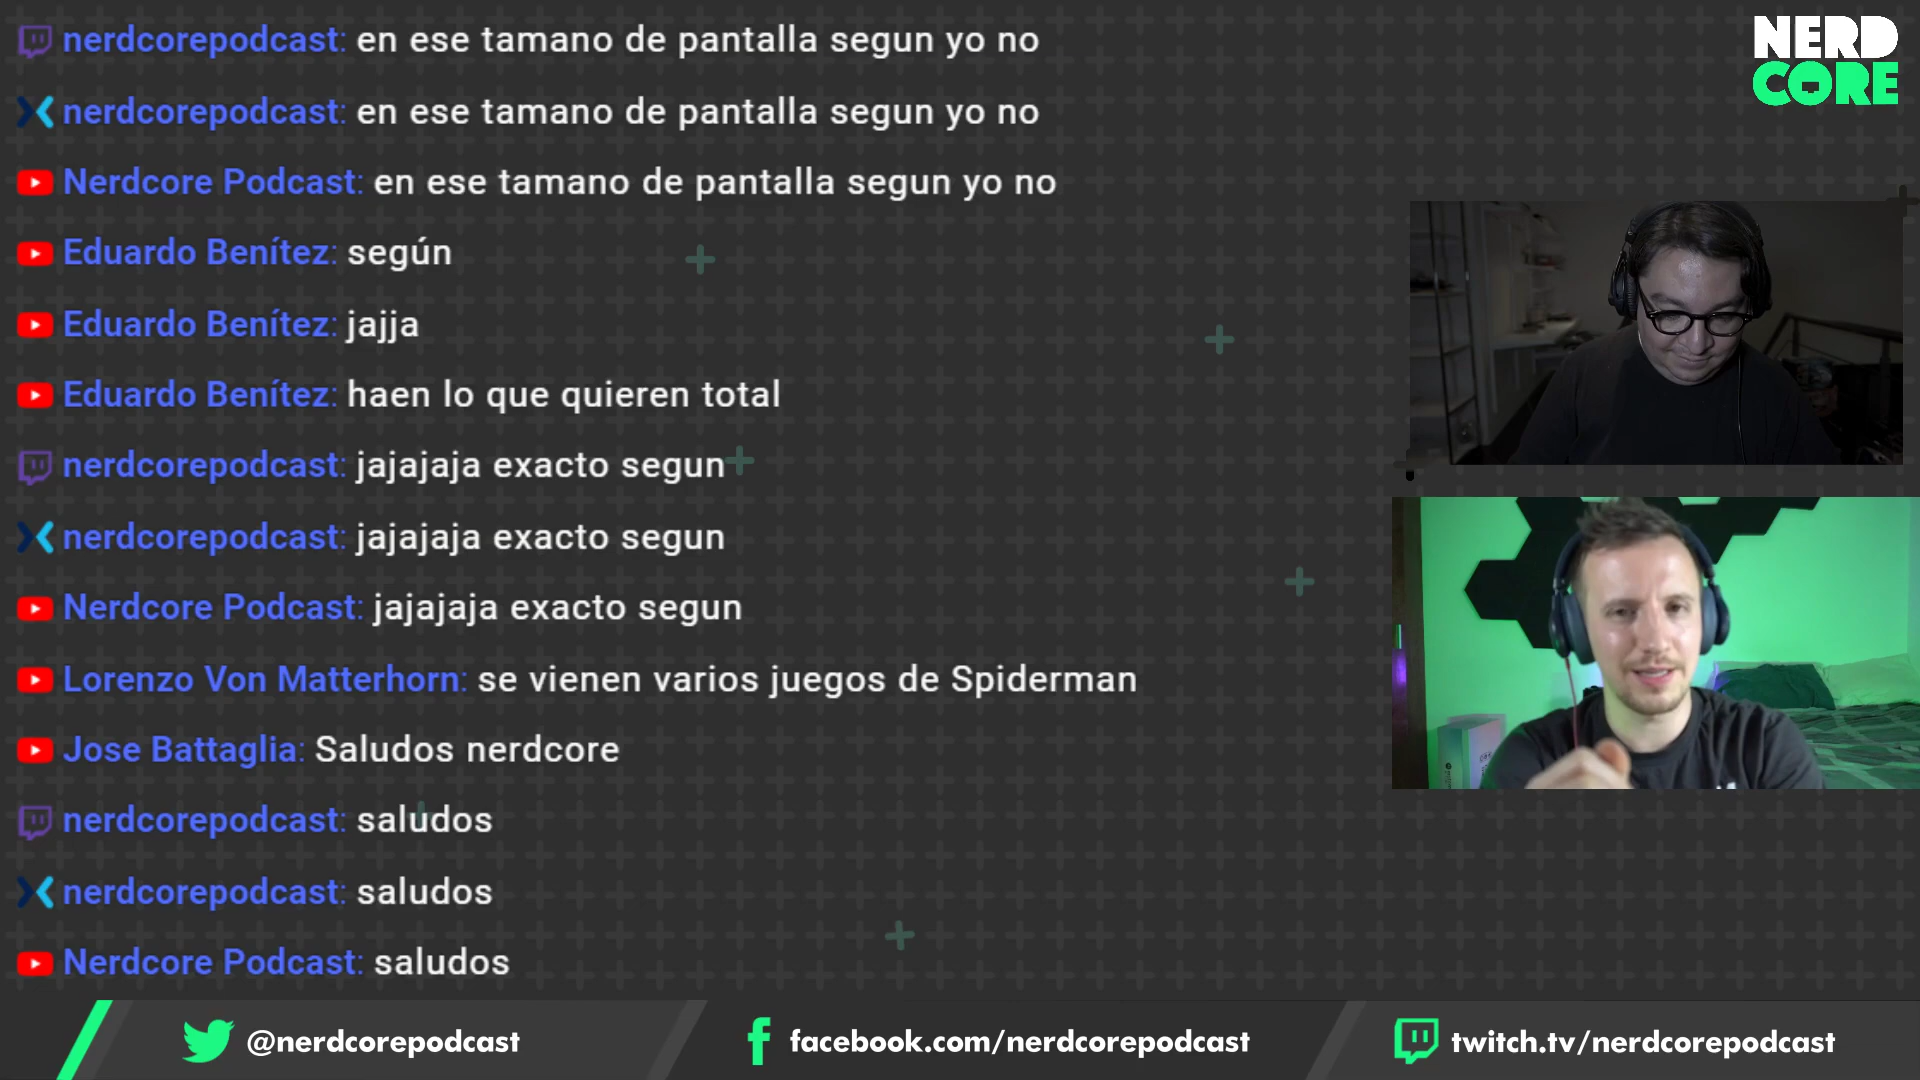 nerdcorepodcast: en ese tamano de pantalla segun yo no
nerdcorepodcast: en ese tamano de pantalla segun yo no
Nerdcore Podcast: en ese tamano de pantalla segun yo no
Eduardo Benítez: según
Eduardo Benítez: jajja
Eduardo Benítez: haen lo que quieren total
nerdcorepodcast: jajajaja exacto segun
nerdcorepodcast: jajajaja exacto segun
Nerdcore Podcast: jajajaja exacto segun
Lorenzo Von Matterhorn: se vienen varios juegos de Spiderman
Jose Battaglia: Saludos nerdcore
nerdcorepodcast: saludos
nerdcorepodcast: saludos
Nerdcore Podcast: saludos
NERD
CORE
@nerdcorepodcast
facebook.com/nerdcorepodcast
twitch.tv/nerdcorepodcast